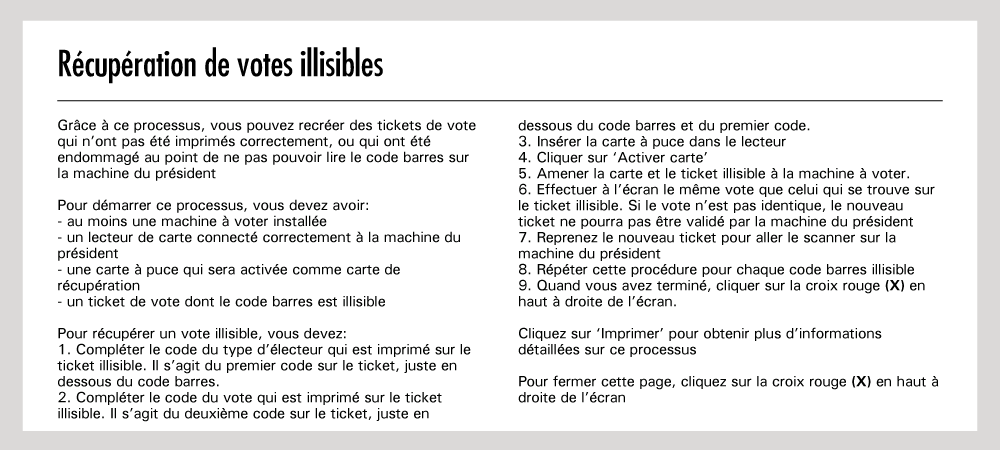 Récupération de votes illisibles
Grâce à ce processus, vous pouvez recréer des tickets de vote
qui n’ont pas été imprimés correctement, ou qui ont été
endommagé au point de ne pas pouvoir lire le code barres sur
la machine du président
Pour démarrer ce processus, vous devez avoir:
- au moins une machine à voter installée
- un lecteur de carte connecté correctement à la machine du
président
- une carte à puce qui sera activée comme carte de
récupération
- un ticket de vote dont le code barres est illisible
Pour récupérer un vote illisible, vous devez:
1. Compléter le code du type d’électeur qui est imprimé sur le
ticket illisible. Il s’agit du premier code sur le ticket, juste en
dessous du code barres.
2. Compléter le code du vote qui est imprimé sur le ticket
illisible. Il s’agit du deuxième code sur le ticket, juste en
dessous du code barres et du premier code.
3. Insérer la carte à puce dans le lecteur
4. Cliquer sur ‘Activer carte’
5. Amener la carte et le ticket illisible à la machine à voter.
6. Effectuer à l’écran le même vote que celui qui se trouve sur
le ticket illisible. Si le vote n’est pas identique, le nouveau
ticket ne pourra pas être validé par la machine du président
7. Reprenez le nouveau ticket pour aller le scanner sur la
machine du président
8. Répéter cette procédure pour chaque code barres illisible
9. Quand vous avez terminé, cliquer sur la croix rouge (X) en
haut à droite de l’écran.
Cliquez sur ‘Imprimer’ pour obtenir plus d’informations
détaillées sur ce processus
Pour fermer cette page, cliquez sur la croix rouge (X) en haut à
droite de l’écran